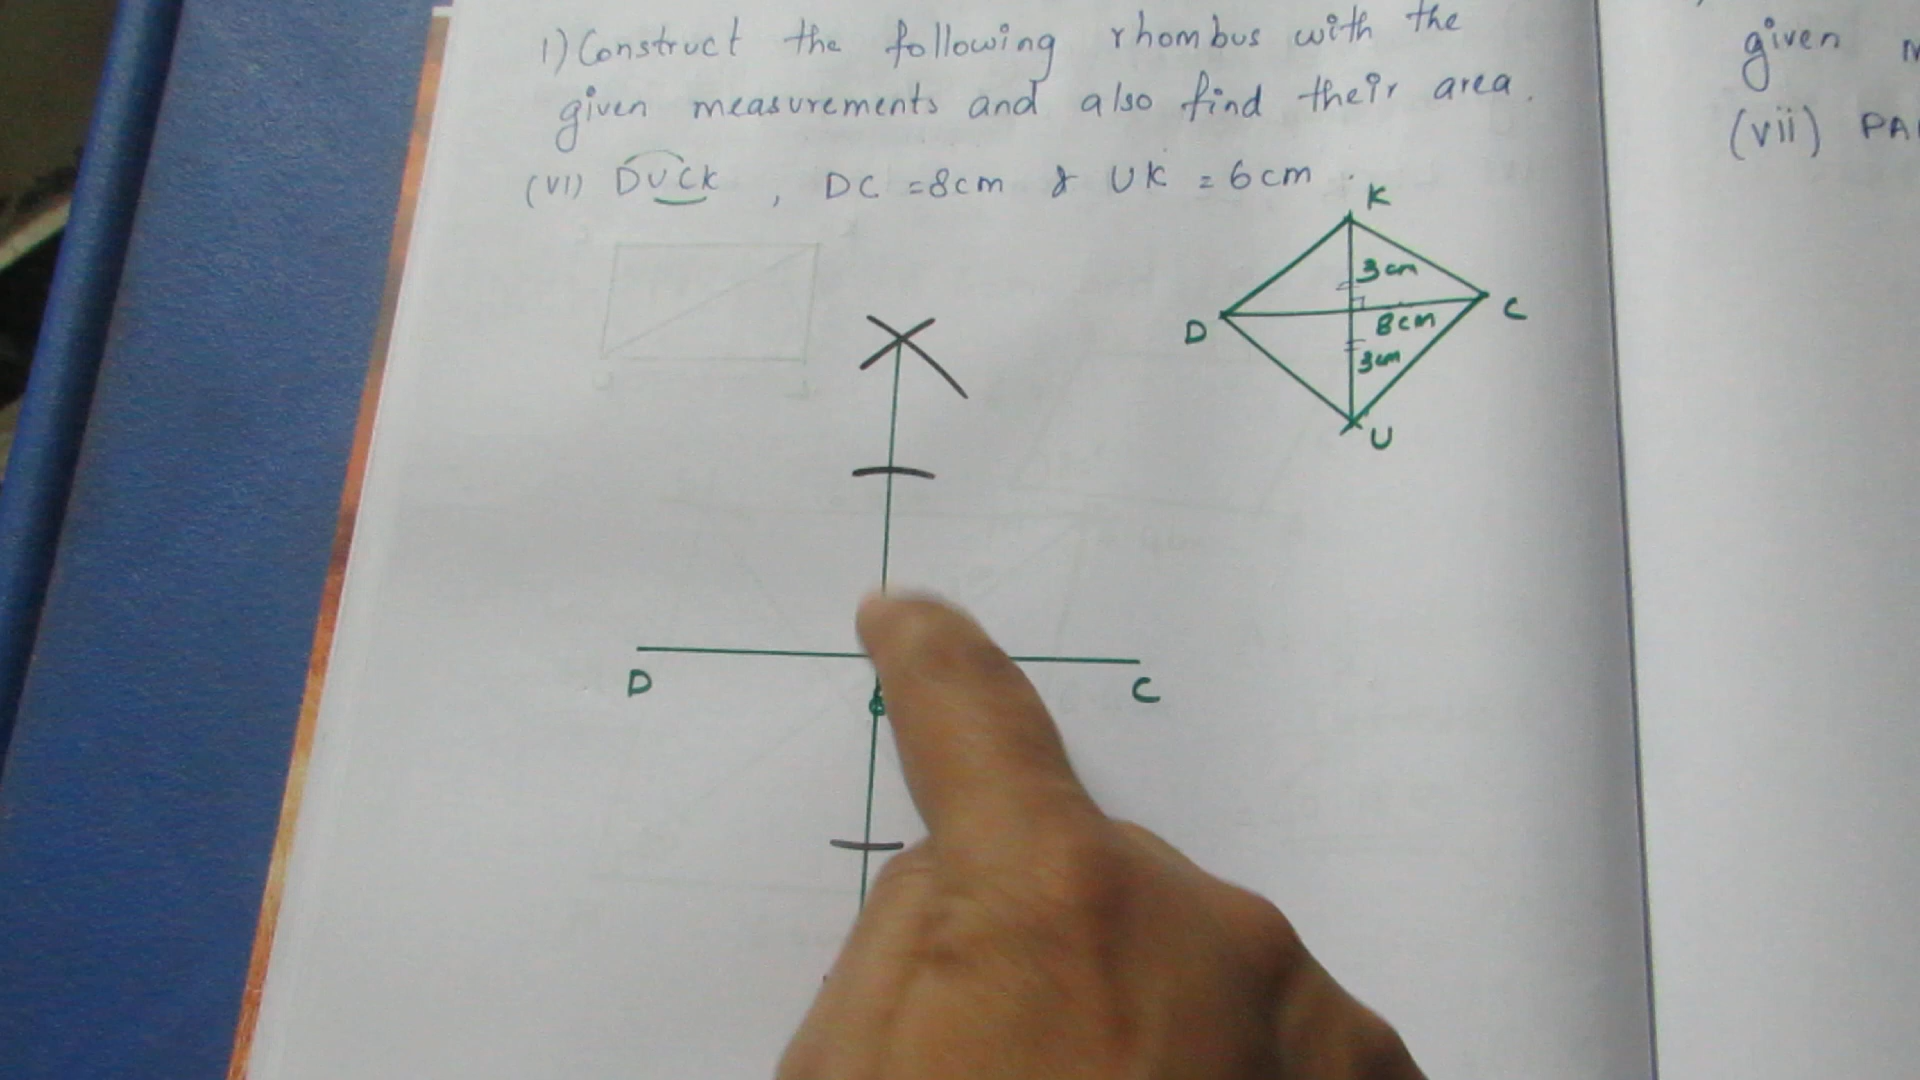 1) Construct the following rhombus with the
given measurements and also find their area.
(VI) DUCK, DC = 8cm & UK = 6cm.
K
3cm
D
8cm
C
3cm
U
D
C
given
(vii)